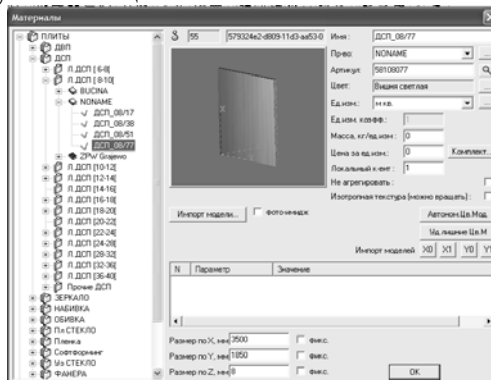 Материалы
ПЛИТЫ
ДВП
ДСП
Л.ДСП [6-8[
Л.ДСП [8-10[
BUCINA
NONAME
ДСП_08/17
ДСП_08/38
ДСП_08/51
ДСП_08/77
ZPW Grajewo
Л.ДСП [10-12[
Л.ДСП [12-14[
Л.ДСП [14-16[
Л.ДСП [16-18[
Л.ДСП [18-20[
Л.ДСП [20-22[
Л.ДСП [22-24[
Л.ДСП [24-28[
Л.ДСП [28-32[
Л.ДСП [32-36[
Л.ДСП [36-40[
Прочие ДСП
ЗЕРКАЛО
НАБИВКА
ОБИВКА
Пл СТЕКЛО
Пленка
Софтформинг
Уз СТЕКЛО
ФАНЕРА
55 579324e2-d809-11d3-aa53-0
Имя: ДСП_08/77
Пр-во: NONAME ...
Артикул: 58108077
Цвет: Вишня светлая ...
Ед.изм.: м кв. ...
Ед.изм. коэфф.: 1
Масса, кг/ед.изм: 0
Цена за ед.изм: 0 Комплект...
Локальный к-ент: 1
Не агрегировать:
Изотропная текстура (можно вращать):
Импорт модели... фотоимидж Автоном.Цв.Мод.
Уд.лишние Цв.М
Импорт моделей X0 X1 Y0 Y1
N Параметр Значение
Размер по X, мм 3500 Фикс.
Размер по Y, мм 1850 Фикс.
Размер по Z, мм 8 Фикс.
OK